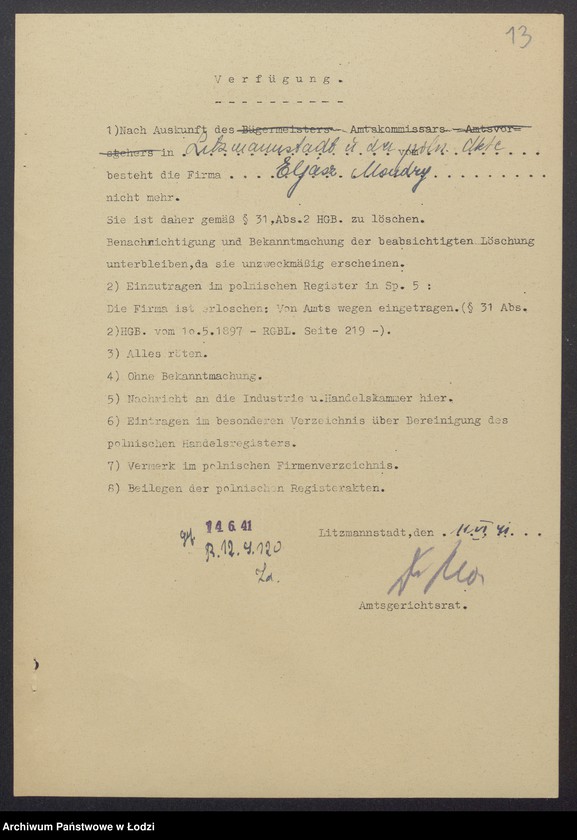 13
Verfügung.
----------
1)Nach Auskunft des Bügermeisters Amtskommissars Amtsvor=
stehers in Litzmannstadt u der poln. Akte
besteht die Firma .... Eljasz Mondry .........
nicht mehr.
Sie ist daher gemäß § 31,Abs.2 HGB. zu löschen.
Benachrichtigung und Bekanntmachung der beabsichtigten Löschung
unterbleiben,da sie unzweckmäßig erscheinen.
2) Einzutragen im polnischen Register in Sp. 5 :
Die Firma ist erloschen: Von Amts wegen eingetragen.(§ 31 Abs.
2)HGB. vom 10.5.1897 - RGBL. Seite 219 -).
3) Alles röten.
4) Ohne Bekanntmachung.
5) Nachricht an die Industrie u.Handelskammer hier.
6) Eintragen im besonderen Verzeichnis über Bereinigung des
polnischen Handelsregisters.
7) Vermerk im polnischen Firmenverzeichnis.
8) Beilegen der polnischen Registerakten.
14 6. 41
Litzmannstadt,den . 11.VI.41...
Amtsgerichtsrat.
Archiwum Państwowe w Łodzi